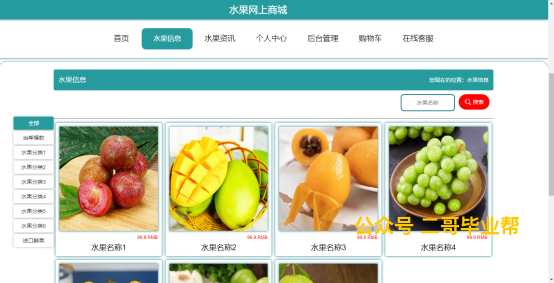 水果网上商城
首页 水果信息 水果资讯 个人中心 后台管理 购物车 在线客服
水果信息 您现在的位置：水果信息
水果名称 搜索
全部
当季爆款
水果分类1
水果分类2
水果分类3
水果分类4
水果分类5
水果分类6
进口鲜果
99.9 RMB 99.9 RMB 99.9 RMB 99.9 RMB
水果名称1 水果名称2 水果名称3 水果名称4
公众号 二哥毕业帮